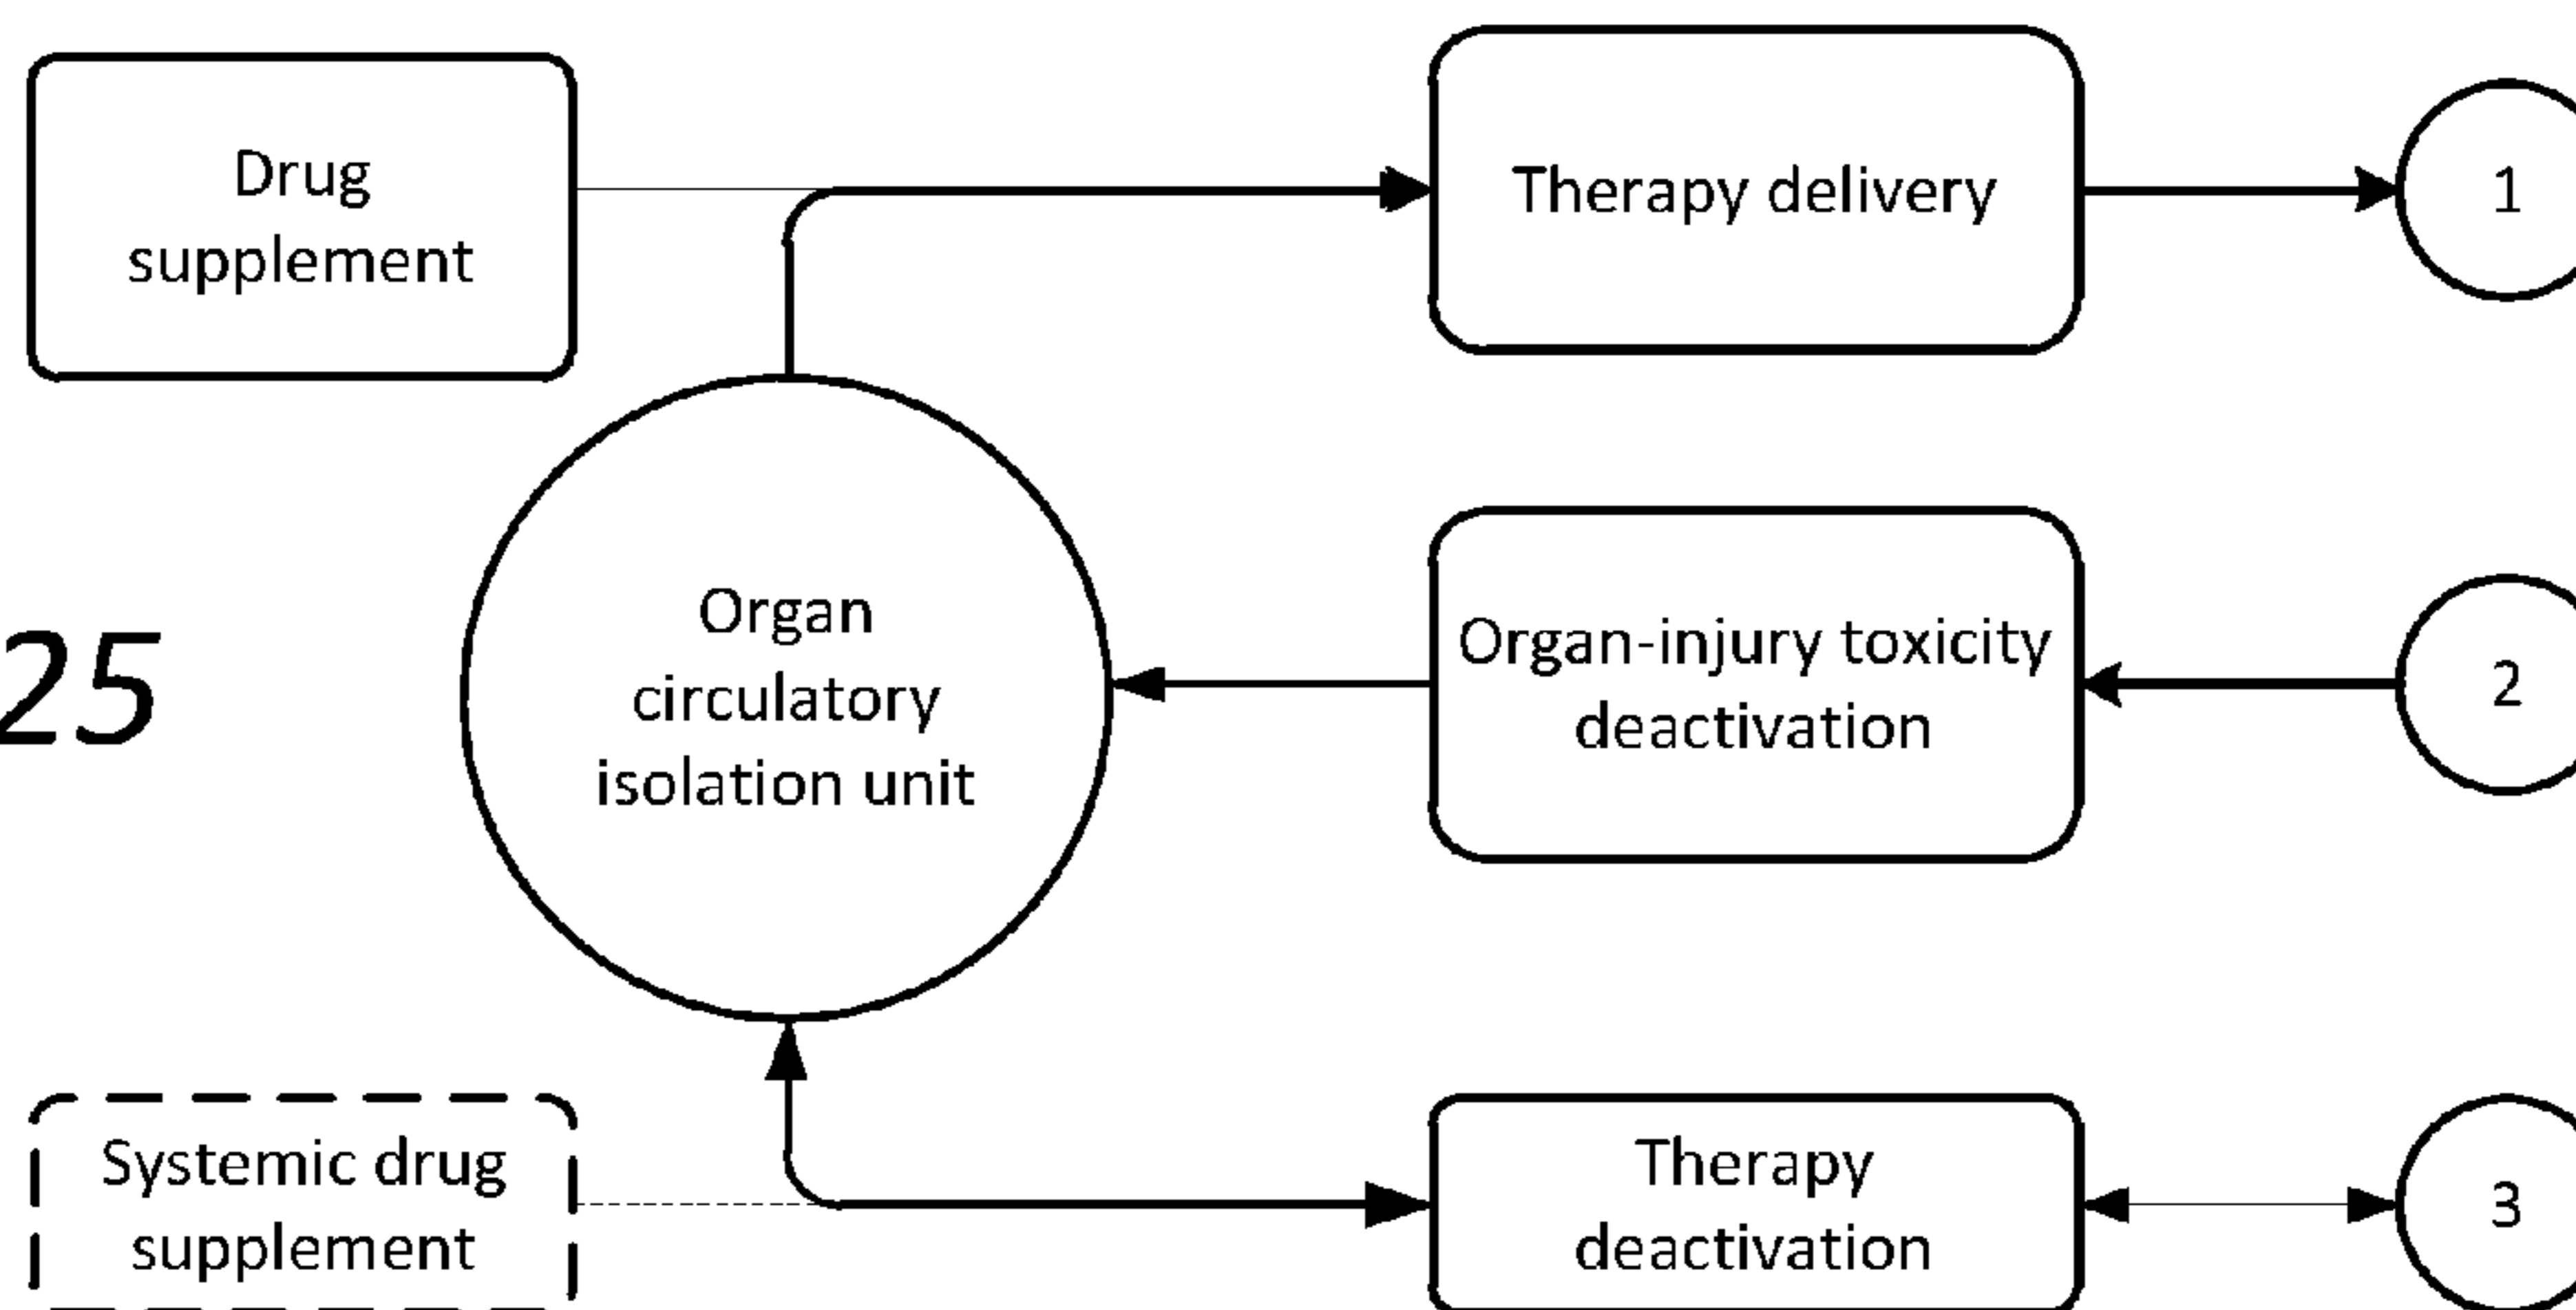 Drug
supplement
Therapy delivery
1
Organ
circulatory
isolation unit
Organ-injury toxicity
deactivation
2
25
Systemic drug
supplement
Therapy
deactivation
3